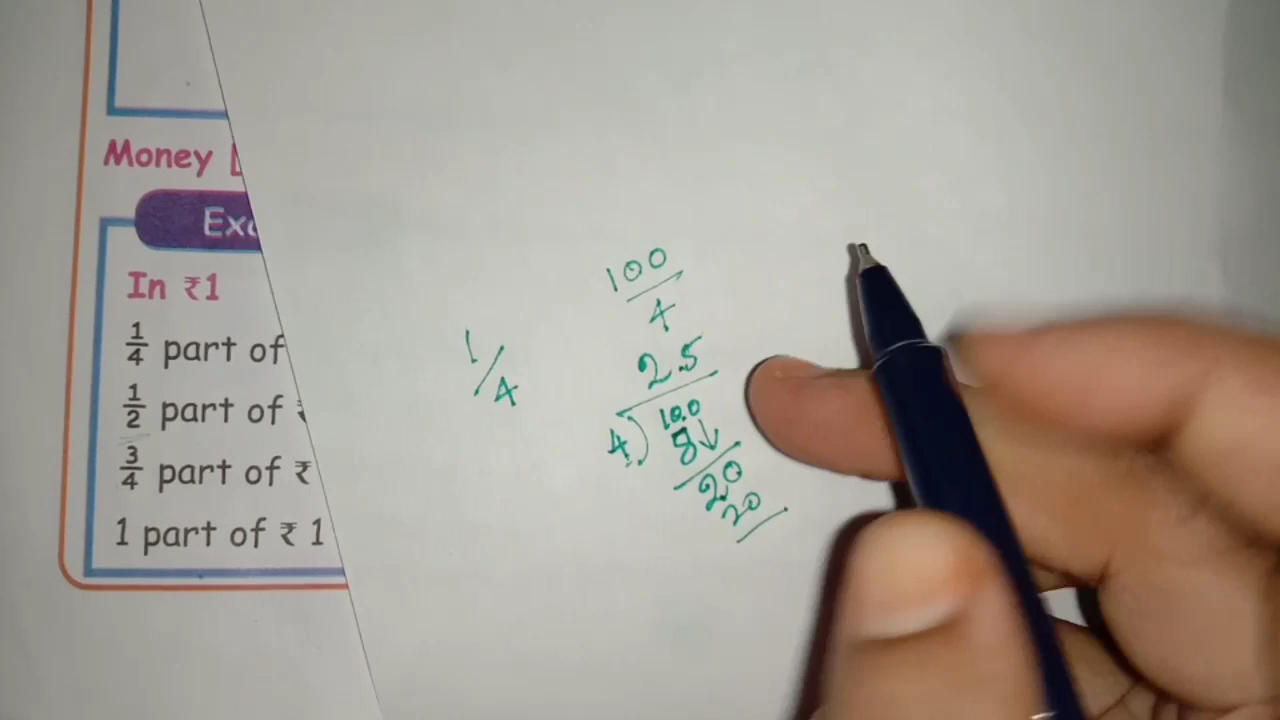 Money
Exa
In ₹1
1/4 part of
1/2 part of
3/4 part of ₹
1 part of ₹ 1
1/4
100
4
25
4) 100
8↓
20
20